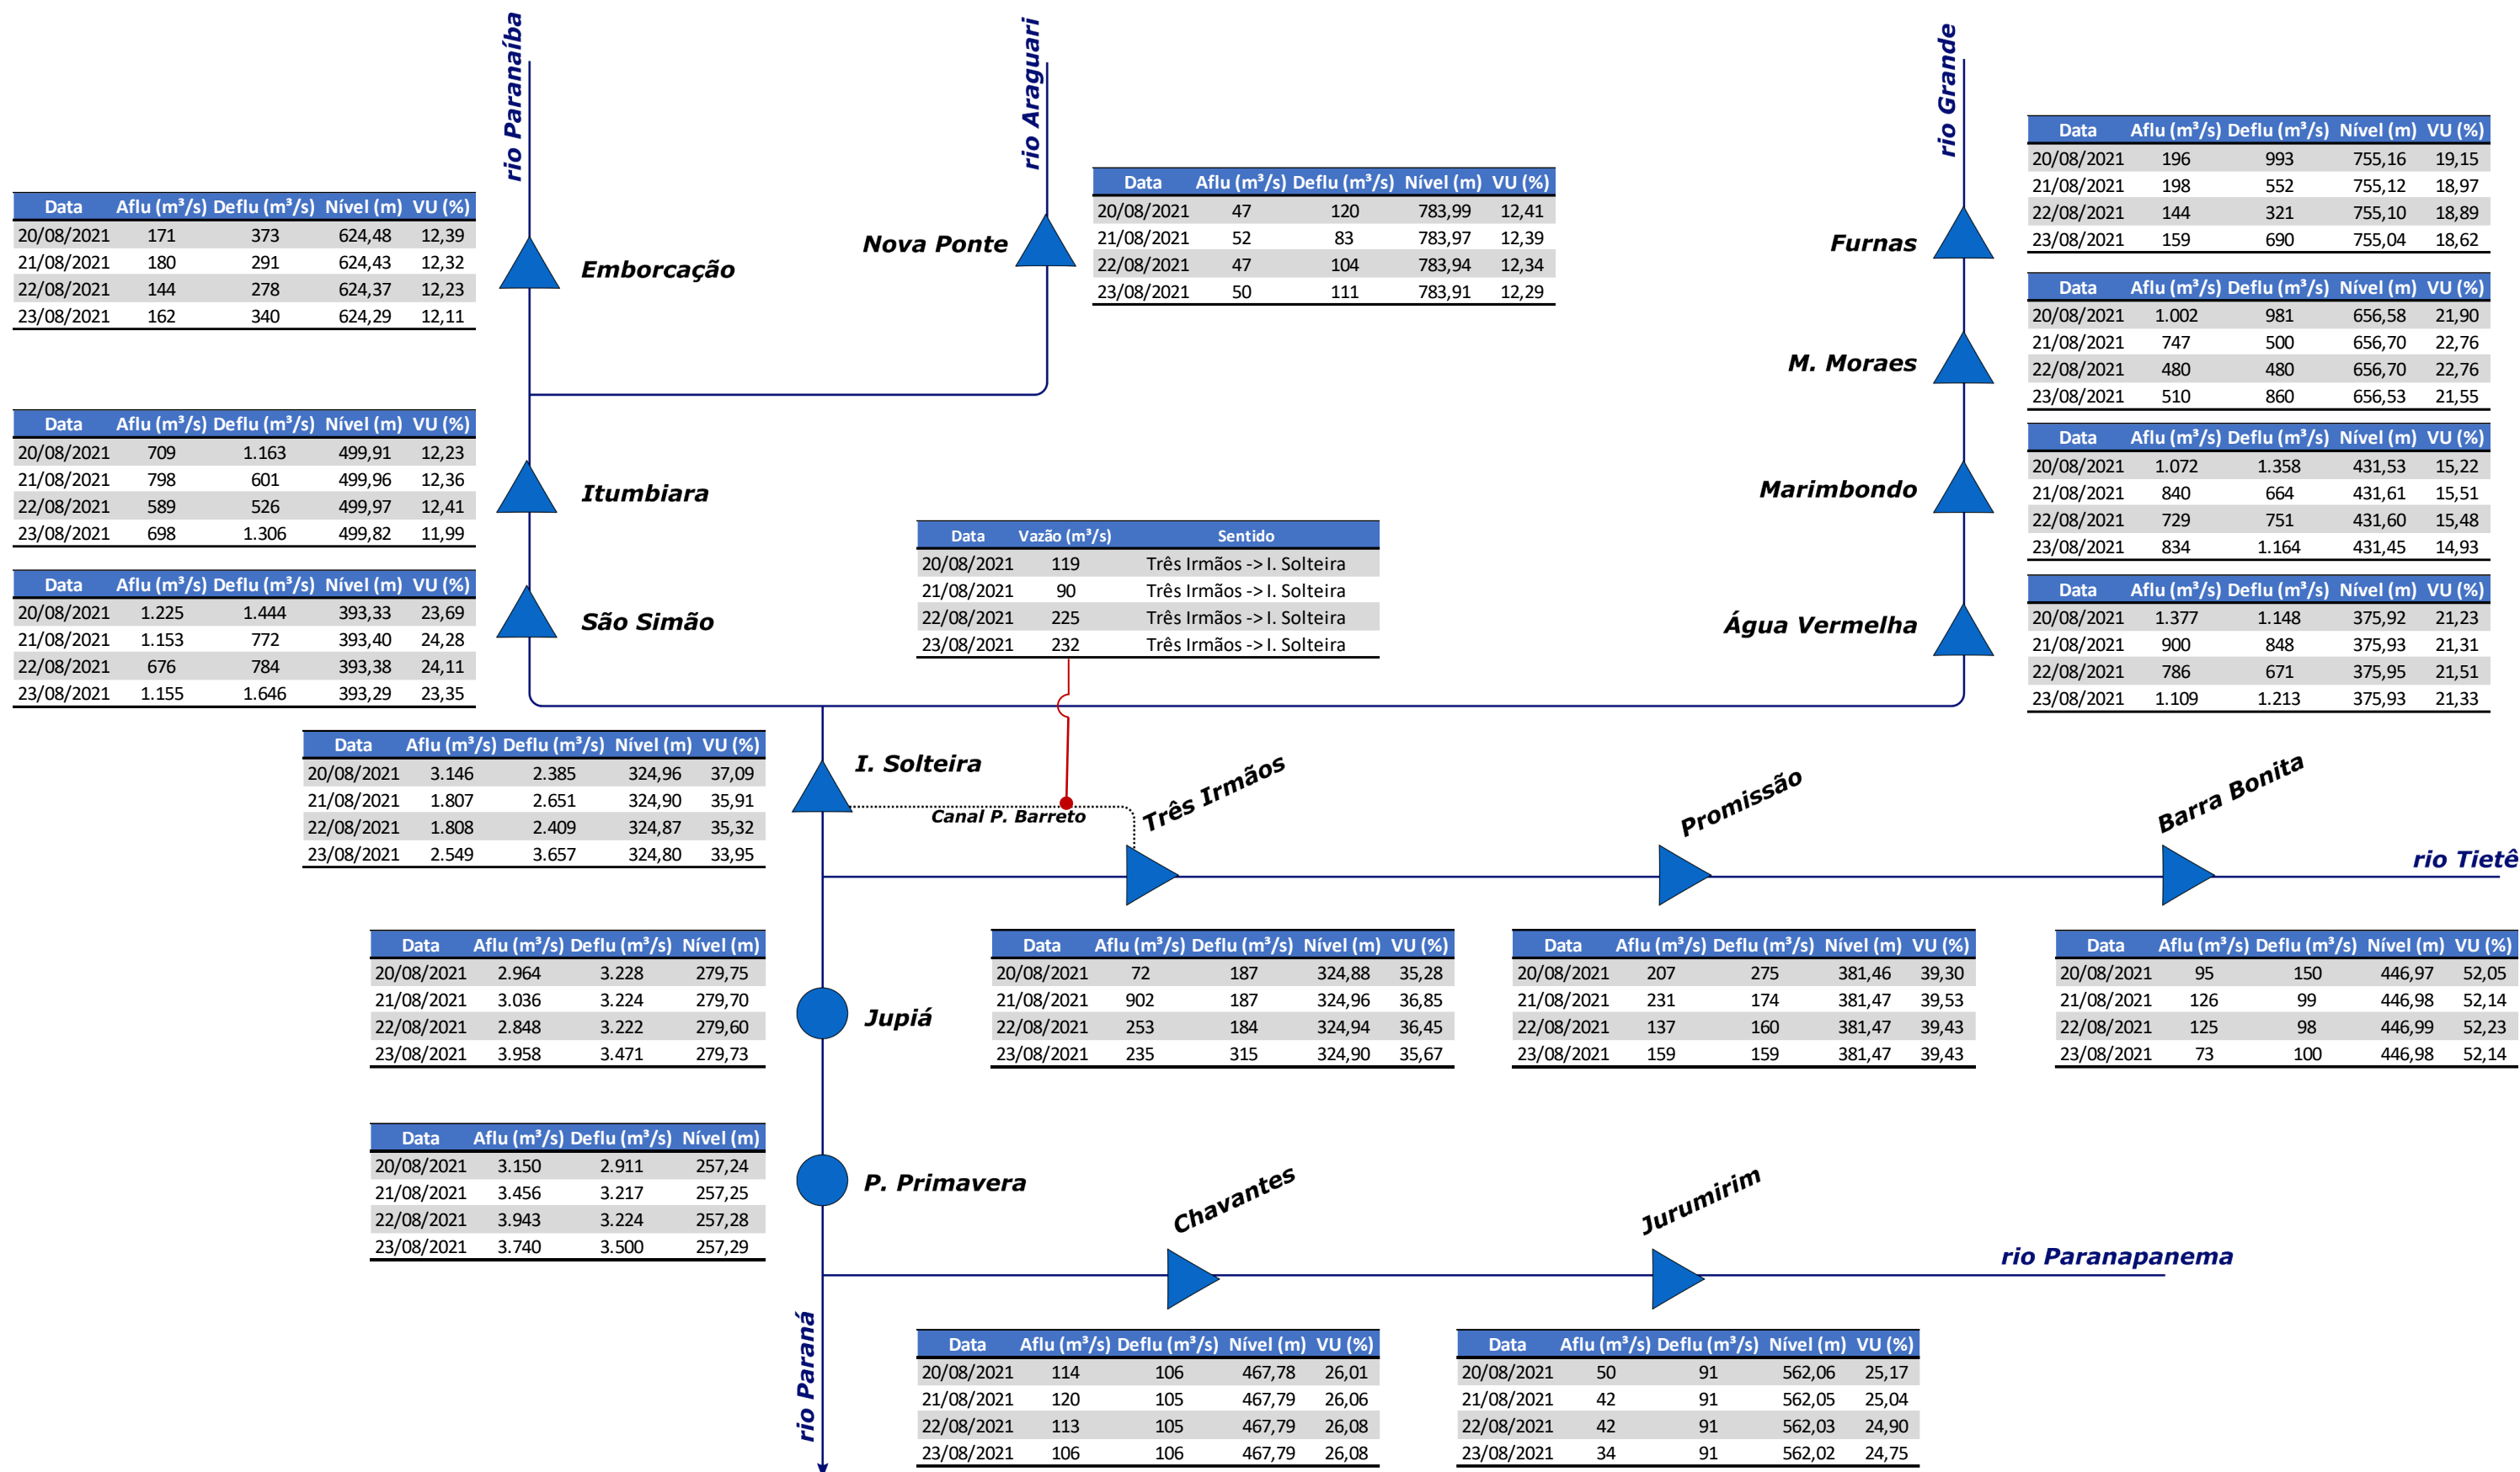 rio Paranaíba
rio Araguari
rio Grande
Data Aflu (m³/s) Deflu (m³/s) Nível (m) VU (%)
20/08/2021 171 373 624,48 12,39
21/08/2021 180 291 624,43 12,32
22/08/2021 144 278 624,37 12,23
23/08/2021 162 340 624,29 12,11
Emborcação
Nova Ponte
Data Aflu (m³/s) Deflu (m³/s) Nível (m) VU (%)
20/08/2021 47 120 783,99 12,41
21/08/2021 52 83 783,97 12,39
22/08/2021 47 104 783,94 12,34
23/08/2021 50 111 783,91 12,29
Furnas
Data Aflu (m³/s) Deflu (m³/s) Nível (m) VU (%)
20/08/2021 196 993 755,16 19,15
21/08/2021 198 552 755,12 18,97
22/08/2021 144 321 755,10 18,89
23/08/2021 159 690 755,04 18,62
M. Moraes
Data Aflu (m³/s) Deflu (m³/s) Nível (m) VU (%)
20/08/2021 1.002 981 656,58 21,90
21/08/2021 747 500 656,70 22,76
22/08/2021 480 480 656,70 22,76
23/08/2021 510 860 656,53 21,55
Data Aflu (m³/s) Deflu (m³/s) Nível (m) VU (%)
20/08/2021 709 1.163 499,91 12,23
21/08/2021 798 601 499,96 12,36
22/08/2021 589 526 499,97 12,41
23/08/2021 698 1.306 499,82 11,99
Itumbiara
Marimbondo
Data Aflu (m³/s) Deflu (m³/s) Nível (m) VU (%)
20/08/2021 1.072 1.358 431,53 15,22
21/08/2021 840 664 431,61 15,51
22/08/2021 729 751 431,60 15,48
23/08/2021 834 1.164 431,45 14,93
Data Aflu (m³/s) Deflu (m³/s) Nível (m) VU (%)
20/08/2021 1.225 1.444 393,33 23,69
21/08/2021 1.153 772 393,40 24,28
22/08/2021 676 784 393,38 24,11
23/08/2021 1.155 1.646 393,29 23,35
São Simão
Data Vazão (m³/s) Sentido
20/08/2021 119 Três Irmãos -> I. Solteira
21/08/2021 90 Três Irmãos -> I. Solteira
22/08/2021 225 Três Irmãos -> I. Solteira
23/08/2021 232 Três Irmãos -> I. Solteira
Água Vermelha
Data Aflu (m³/s) Deflu (m³/s) Nível (m) VU (%)
20/08/2021 1.377 1.148 375,92 21,23
21/08/2021 900 848 375,93 21,31
22/08/2021 786 671 375,95 21,51
23/08/2021 1.109 1.213 375,93 21,33
Data Aflu (m³/s) Deflu (m³/s) Nível (m) VU (%)
20/08/2021 3.146 2.385 324,96 37,09
21/08/2021 1.807 2.651 324,90 35,91
22/08/2021 1.808 2.409 324,87 35,32
23/08/2021 2.549 3.657 324,80 33,95
I. Solteira
Canal P. Barreto
Três Irmãos
Promissão
Barra Bonita
rio Tietê
Data Aflu (m³/s) Deflu (m³/s) Nível (m)
20/08/2021 2.964 3.228 279,75
21/08/2021 3.036 3.224 279,70
22/08/2021 2.848 3.222 279,60
23/08/2021 3.958 3.471 279,73
Jupiá
Data Aflu (m³/s) Deflu (m³/s) Nível (m) VU (%)
20/08/2021 72 187 324,88 35,28
21/08/2021 902 187 324,96 36,85
22/08/2021 253 184 324,94 36,45
23/08/2021 235 315 324,90 35,67
Data Aflu (m³/s) Deflu (m³/s) Nível (m) VU (%)
20/08/2021 207 275 381,46 39,30
21/08/2021 231 174 381,47 39,53
22/08/2021 137 160 381,47 39,43
23/08/2021 159 159 381,47 39,43
Data Aflu (m³/s) Deflu (m³/s) Nível (m) VU (%)
20/08/2021 95 150 446,97 52,05
21/08/2021 126 99 446,98 52,14
22/08/2021 125 98 446,99 52,23
23/08/2021 73 100 446,98 52,14
Data Aflu (m³/s) Deflu (m³/s) Nível (m)
20/08/2021 3.150 2.911 257,24
21/08/2021 3.456 3.217 257,25
22/08/2021 3.943 3.224 257,28
23/08/2021 3.740 3.500 257,29
P. Primavera
Chavantes
Jurumirim
rio Paranapanema
rio Paraná
Data Aflu (m³/s) Deflu (m³/s) Nível (m) VU (%)
20/08/2021 114 106 467,78 26,01
21/08/2021 120 105 467,79 26,06
22/08/2021 113 105 467,79 26,08
23/08/2021 106 106 467,79 26,08
Data Aflu (m³/s) Deflu (m³/s) Nível (m) VU (%)
20/08/2021 50 91 562,06 25,17
21/08/2021 42 91 562,05 25,04
22/08/2021 42 91 562,03 24,90
23/08/2021 34 91 562,02 24,75